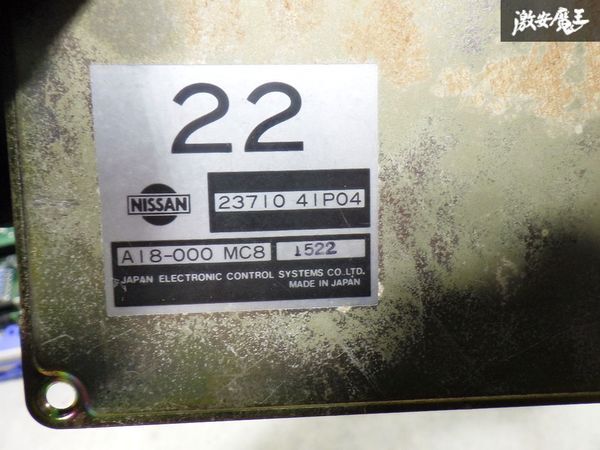 激安魔王
22
NISSAN
23710 41P04
A18-000 MC8 1522
JAPAN ELECTRONIC CONTROL SYSTEMS CO.LTD.
MADE IN JAPAN